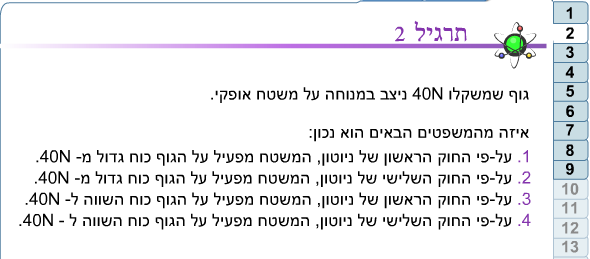 תרגיל 2
גוף שמשקלו 40N ניצב במנוחה על משטח אופקי.
איזה מהמשפטים הבאים הוא נכון:
1. על-פי החוק הראשון של ניוטון, המשטח מפעיל על הגוף כוח גדול מ- 40N.
2. על-פי החוק השלישי של ניוטון, המשטח מפעיל על הגוף כוח גדול מ- 40N.
3. על-פי החוק הראשון של ניוטון, המשטח מפעיל על הגוף כוח השווה ל- 40N.
4. על-פי החוק השלישי של ניוטון, המשטח מפעיל על הגוף כוח השווה ל - 40N.
1
2
3
4
5
6
7
8
9
10
11
12
13